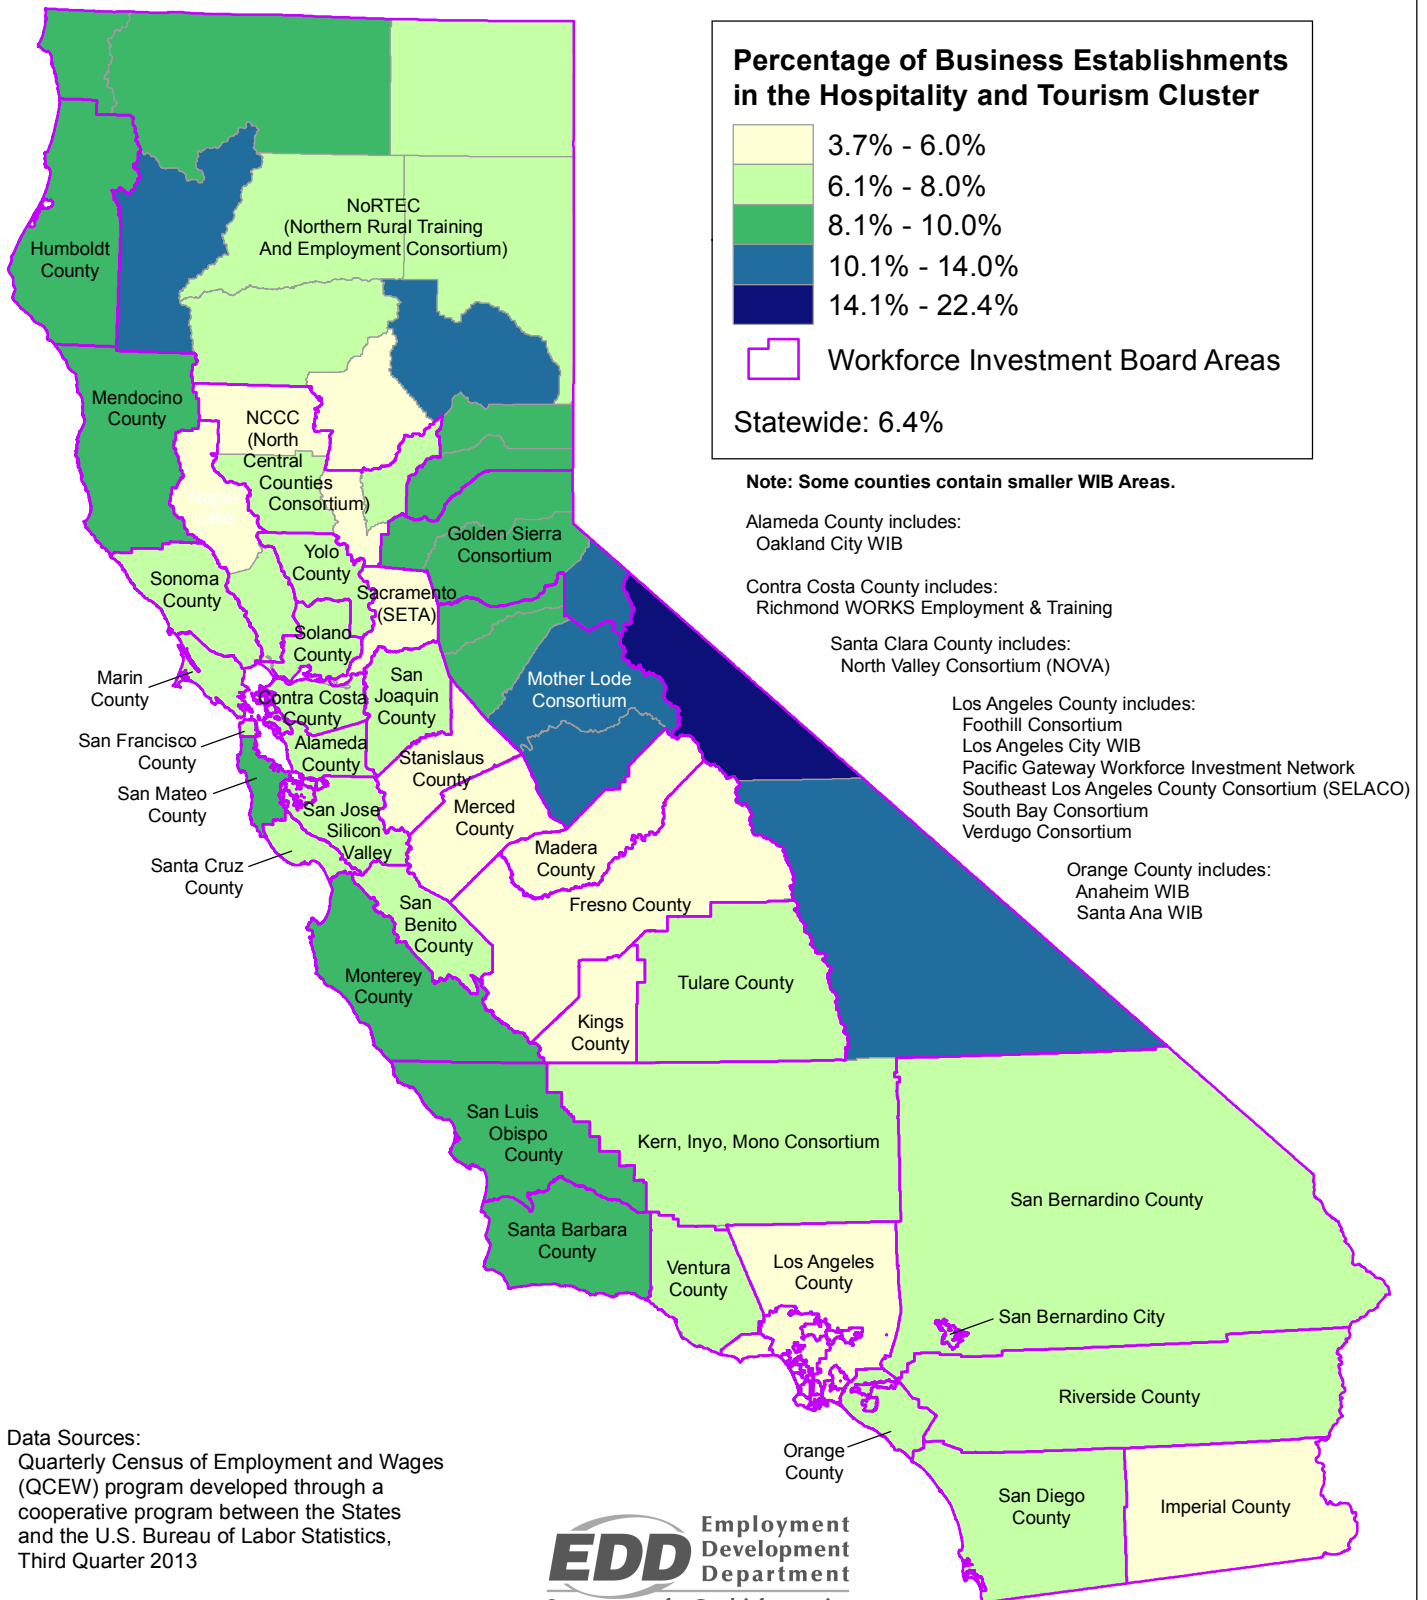 Percentage of Business Establishments
in the Hospitality and Tourism Cluster
3.7% - 6.0%
6.1% - 8.0%
8.1% - 10.0%
10.1% - 14.0%
14.1% - 22.4%
Workforce Investment Board Areas
Statewide: 6.4%
Note: Some counties contain smaller WIB Areas.
Alameda County includes:
Oakland City WIB
Contra Costa County includes:
Richmond WORKS Employment & Training
Santa Clara County includes:
North Valley Consortium (NOVA)
Los Angeles County includes:
Foothill Consortium
Los Angeles City WIB
Pacific Gateway Workforce Investment Network
Southeast Los Angeles County Consortium (SELACO)
South Bay Consortium
Verdugo Consortium
Orange County includes:
Anaheim WIB
Santa Ana WIB
NoRTEC
(Northern Rural Training
And Employment Consortium)
Humboldt
County
Mendocino
County
NCCC
(North
Central
Counties
Consortium)
Napa
Lake
Golden Sierra
Consortium
Yolo
County
Sonoma
County
Sacramento
(SETA)
Solano
County
Marin
County
San
Joaquin
County
Mother Lode
Consortium
Contra Costa
County
San Francisco
County
Alameda
County
Stanislaus
County
San Mateo
County
San Jose
Silicon
Valley
Merced
County
Santa Cruz
County
Madera
County
San
Benito
County
Fresno County
Monterey
County
Tulare County
Kings
County
San Luis
Obispo
County
Kern, Inyo, Mono Consortium
San Bernardino County
Santa Barbara
County
Ventura
County
Los Angeles
County
San Bernardino City
Riverside County
Orange
County
San Diego
County
Imperial County
Data Sources:
Quarterly Census of Employment and Wages
(QCEW) program developed through a
cooperative program between the States
and the U.S. Bureau of Labor Statistics,
Third Quarter 2013
EDD
Employment
Development
Department